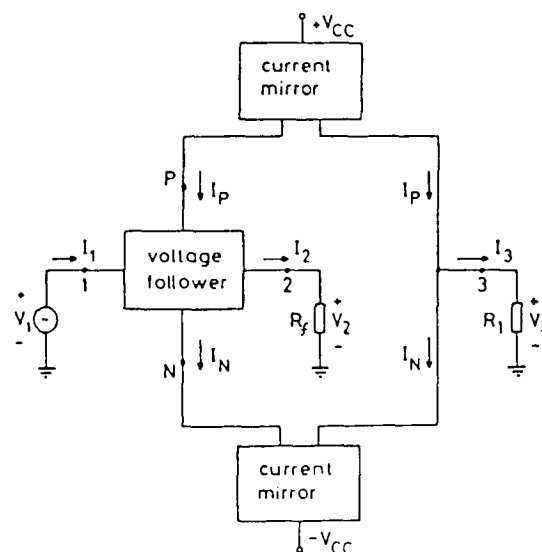 +VCC
current
mirror
P
IP
IP
I1
1
voltage
follower
I2
2
I3
3
+
V1
-
Rf
+
V2
-
R1
+
-
N
IN
IN
current
mirror
-VCC